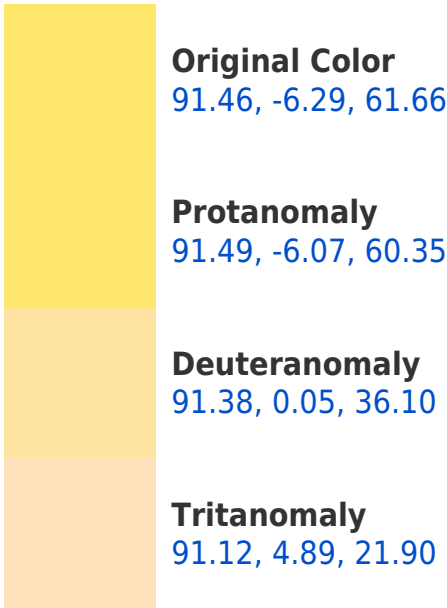 Original Color
91.46, -6.29, 61.66
Protanomaly
91.49, -6.07, 60.35
Deuteranomaly
91.38, 0.05, 36.10
Tritanomaly
91.12, 4.89, 21.90